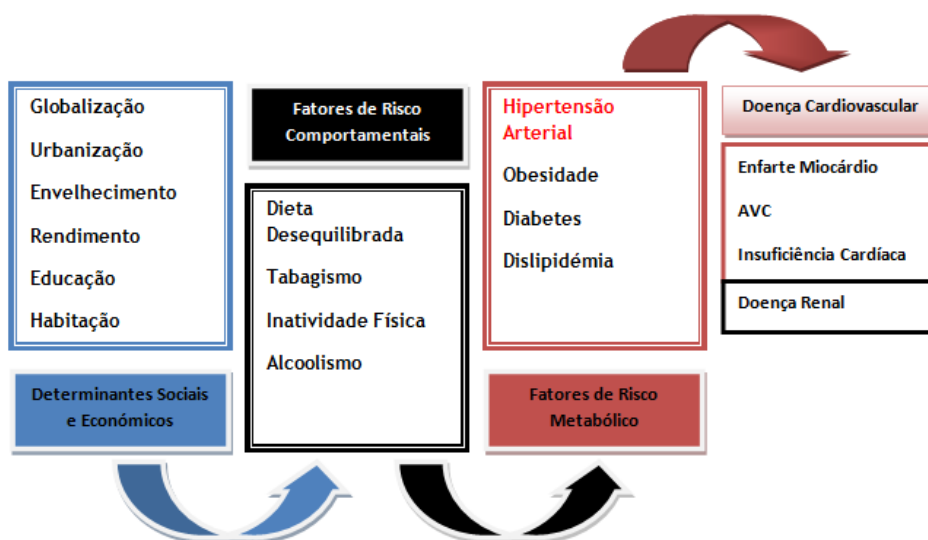 Globalização
Urbanização
Envelhecimento
Rendimento
Educação
Habitação
Determinantes Sociais
e Económicos
Fatores de Risco
Comportamentais
Dieta
Desequilibrada
Tabagismo
Inatividade Física
Alcoolismo
Hipertensão
Arterial
Obesidade
Diabetes
Dislipidémia
Fatores de Risco
Metabólico
Doença Cardiovascular
Enfarte Miocárdio
AVC
Insuficiência Cardíaca
Doença Renal